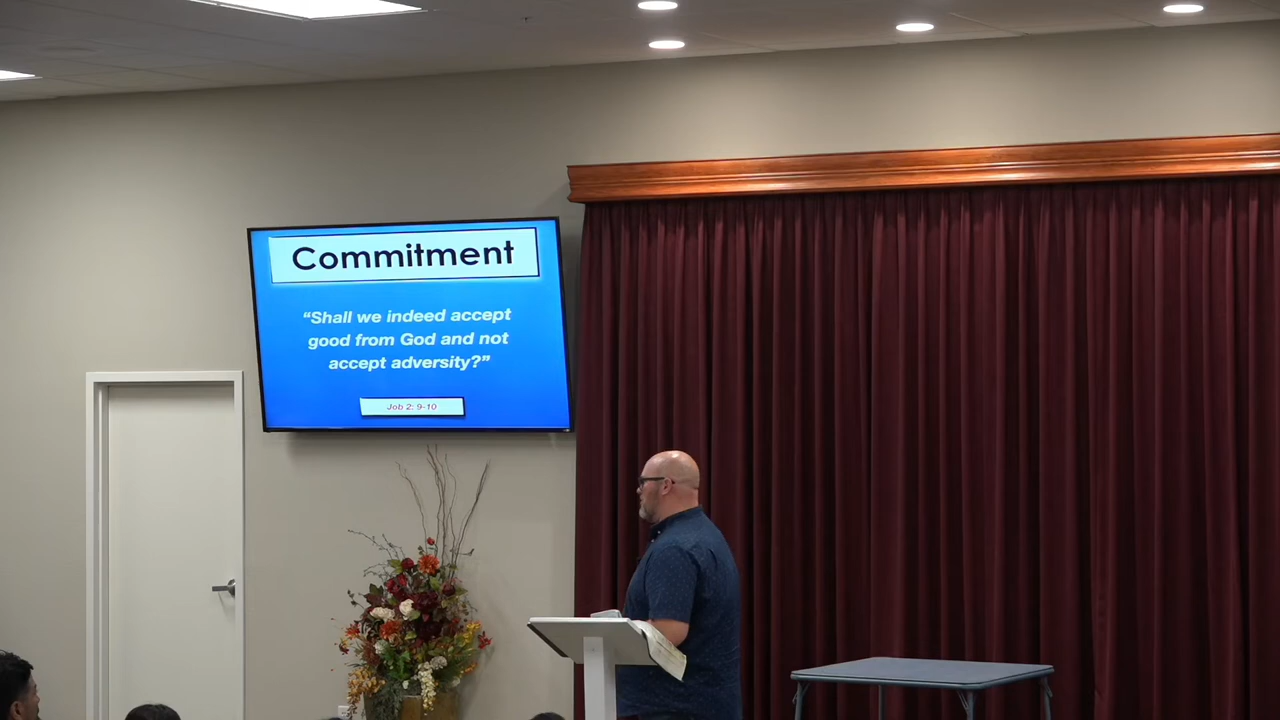 Commitment
“Shall we indeed accept
good from God and not
accept adversity?”
Job 2: 9-10